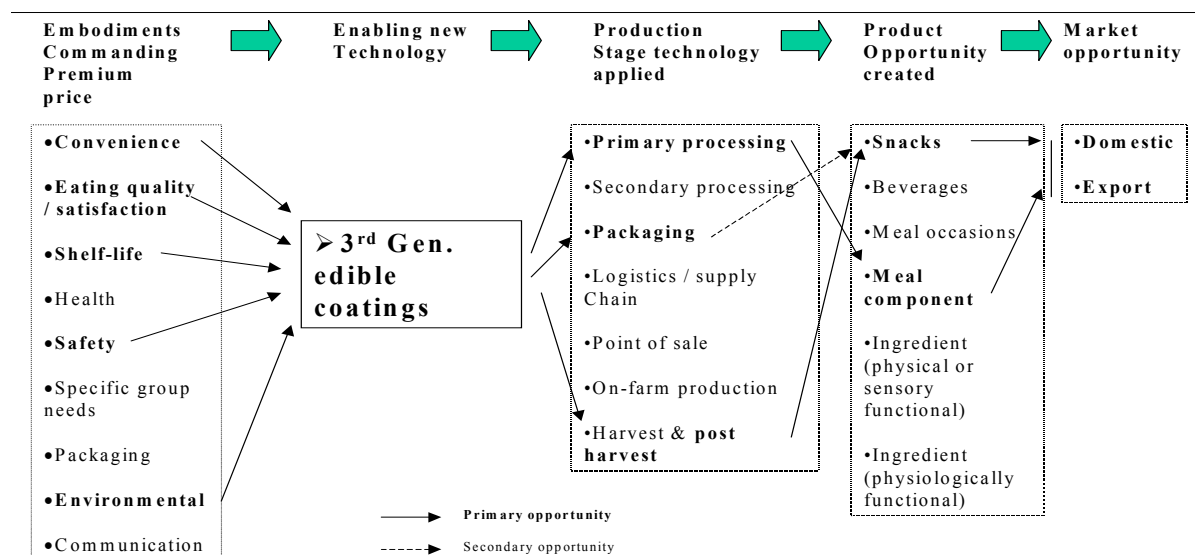 Embodiments
Commanding
Premium
price
Enabling new
Technology
Production
Stage technology
applied
Product
Opportunity
created
Market
opportunity
•Convenience
•Eating quality
/ satisfaction
•Shelf-life
•Health
•Safety
•Specific group
needs
•Packaging
•Environmental
•Communication
➢ 3rd Gen.
edible
coatings
•Primary processing
•Secondary processing
•Packaging
•Logistics / supply
Chain
•Point of sale
•On-farm production
•Harvest & post
harvest
•Snacks
•Beverages
•Meal occasions
•Meal
component
•Ingredient
(physical or
sensory
functional)
•Ingredient
(physiologically
functional)
•Domestic
•Export
Primary opportunity
Secondary opportunity